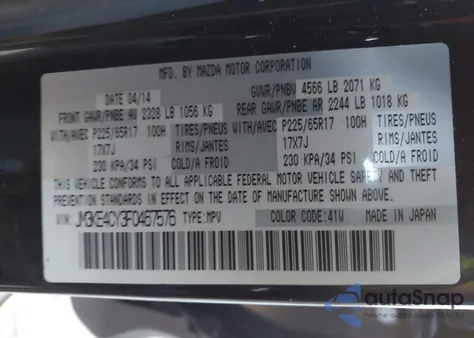 MFD. BY MAZDA MOTOR CORPORATION
DATE 04/14 GVWR/PNBV 4566 LB 2071 KG
FRONT GAWR/PNBE AV 2328 LB 1056 KG REAR GAWR/PNBE AR 2244 LB 1018 KG
WITH/AVEC P225/65R17 100H TIRES/PNEUS WITH/AVEC P225/65R17 100H TIRES/PNEUS
17X7J RIMS/JANTES 17X7J RIMS/JANTES
230 KPA/34 PSI COLD/A FROID 230 KPA/34 PSI COLD/A FROID
THIS VEHICLE CONFORMS TO ALL APPLICABLE FEDERAL MOTOR VEHICLE SAFETY, BUMPER, AND THEFT
PREVENTION STANDARDS IN EFFECT ON THE DATE OF MANUFACTURE SHOWN ABOVE.
VIN: JM3KE4CY3F0467576 TYPE:MPV COLOR CODE:41W MADE IN JAPAN
autoSnap